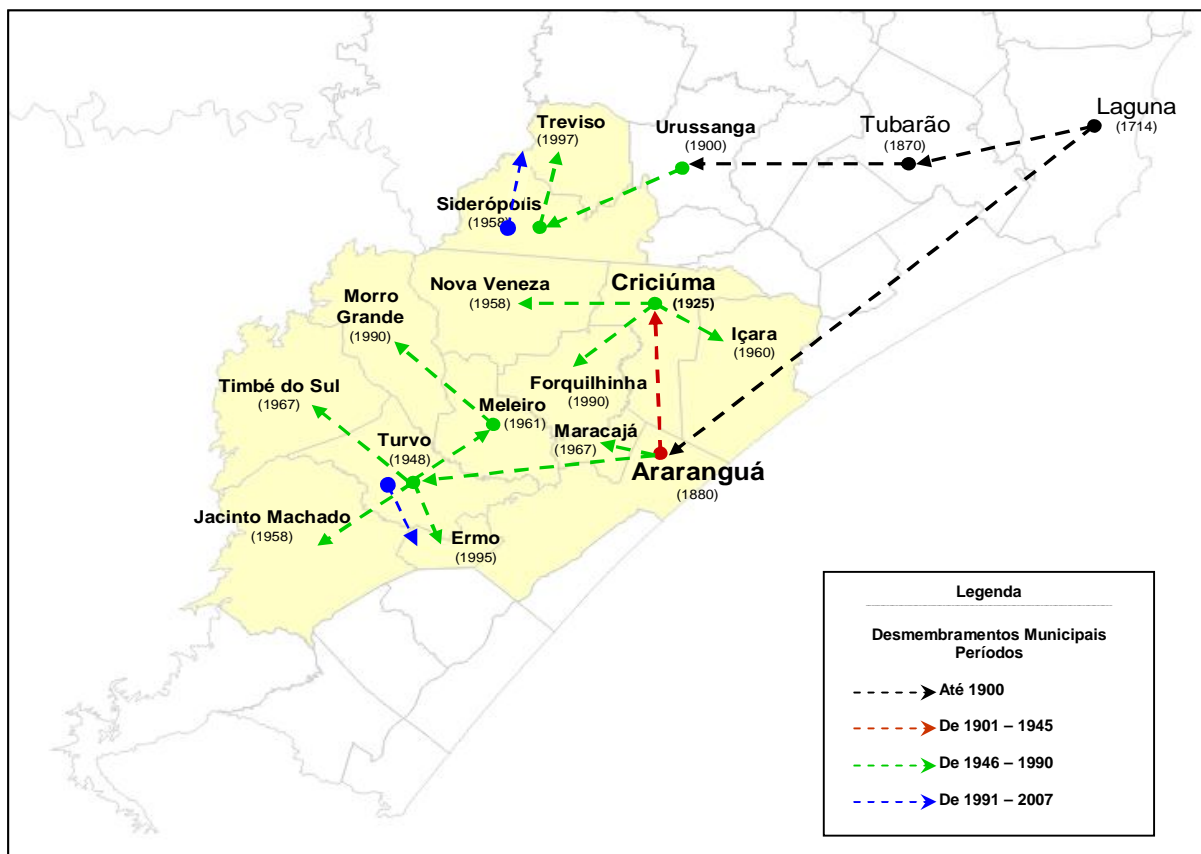 Laguna
(1714)
Tubarão
(1870)
Urussanga
(1900)
Treviso
(1997)
Siderópolis
(1958)
Nova Veneza
(1958)
Criciúma
(1925)
Içara
(1960)
Morro
Grande
(1990)
Forquilhinha
(1990)
Timbé do Sul
(1967)
Meleiro
(1961)
Maracajá
(1967)
Turvo
(1948)
Araranguá
(1880)
Jacinto Machado
(1958)
Ermo
(1995)
Legenda
Desmembramentos Municipais
Períodos
Até 1900
De 1901 – 1945
De 1946 – 1990
De 1991 – 2007